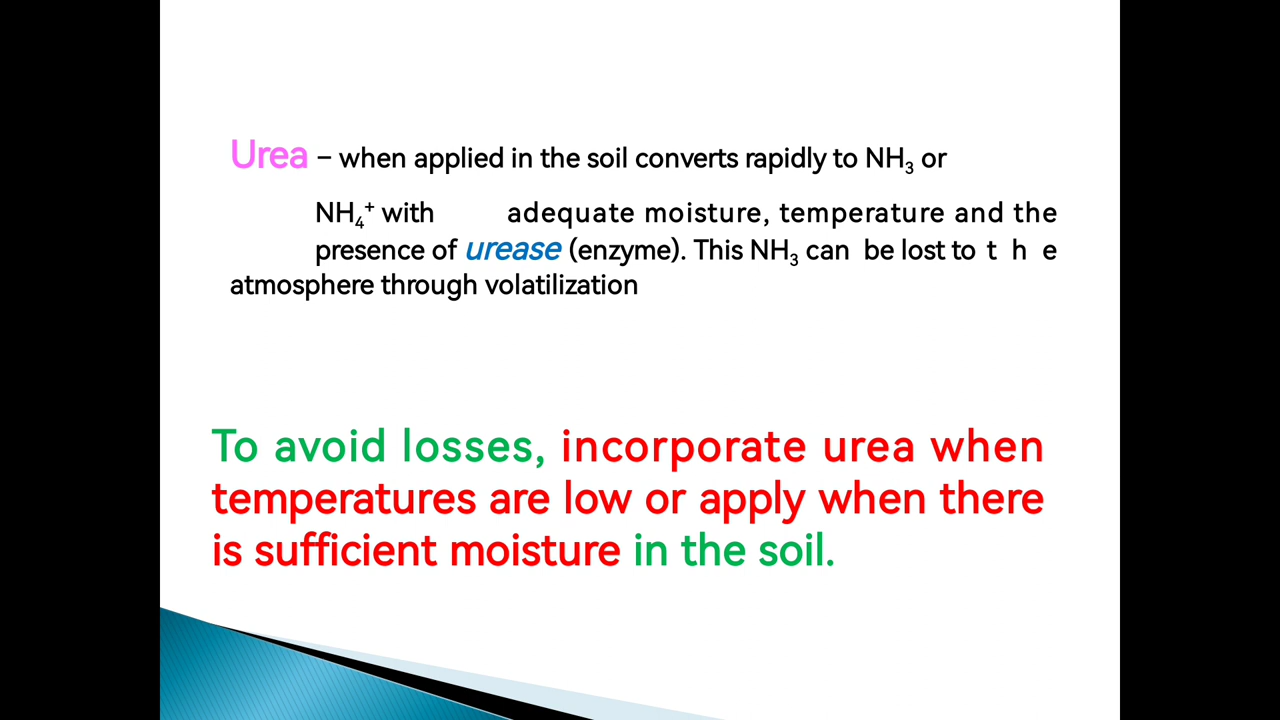 Urea – when applied in the soil converts rapidly to NH₃ or
NH₄⁺ with adequate moisture, temperature and the
presence of urease (enzyme). This NH₃ can be lost to t h e
atmosphere through volatilization
To avoid losses, incorporate urea when
temperatures are low or apply when there
is sufficient moisture in the soil.